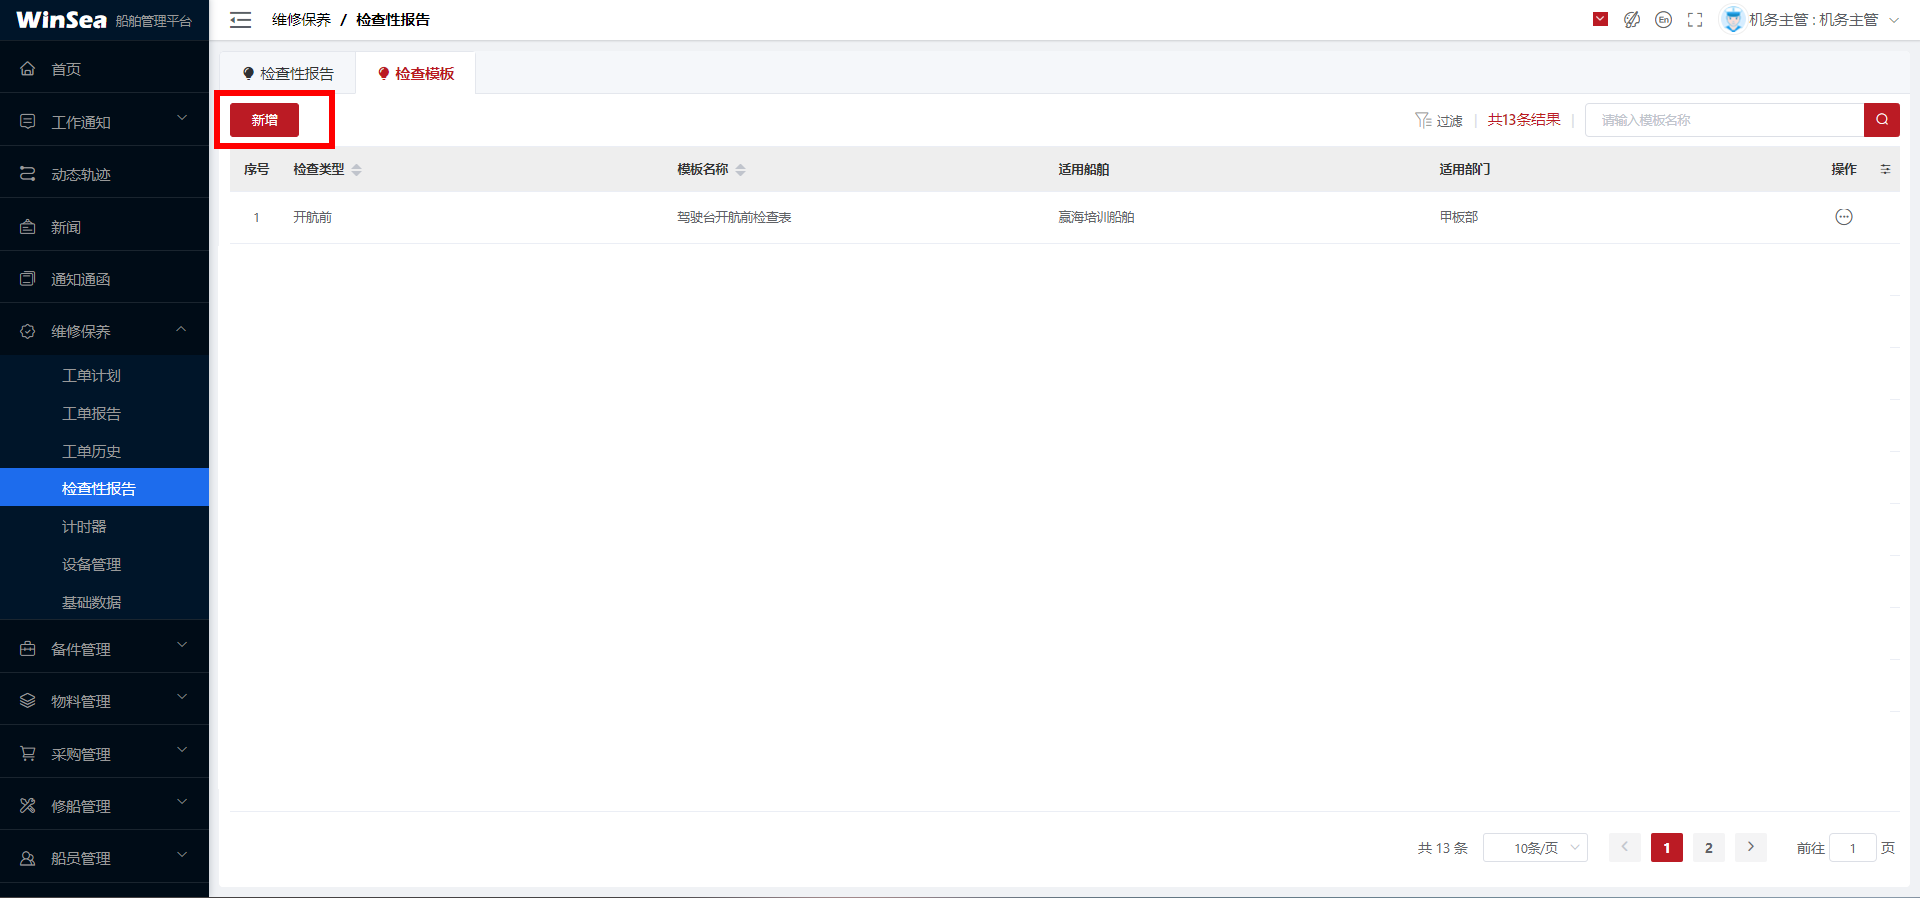 WinSea 船舶管理平台
维修保养 / 检查性报告
En
机务主管 : 机务主管
首页
工作通知
动态轨迹
新闻
通知通函
维修保养
工单计划
工单报告
工单历史
检查性报告
计时器
设备管理
基础数据
备件管理
物料管理
采购管理
修船管理
船员管理
检查性报告
检查模板
新增
过滤
共13条结果
请输入模板名称
序号 检查类型 模板名称 适用船舶 适用部门 操作
1 开航前 驾驶台开航前检查表 赢海培训船舶 甲板部
共 13 条 10条/页 1 2 前往 1 页